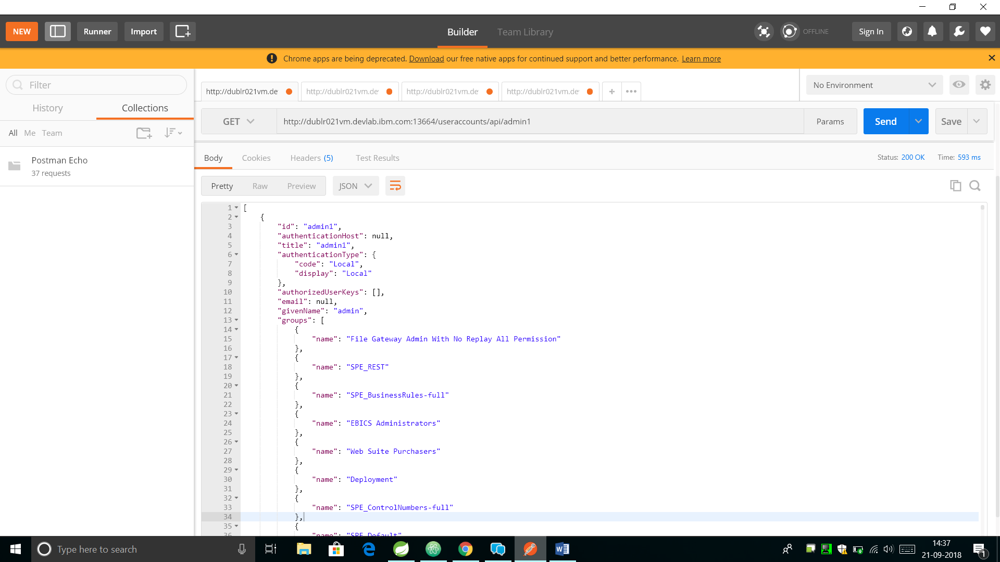 NEW
Runner
Import
Builder
Team Library
OFFLINE
Sign In
Chrome apps are being deprecated. Download our free native apps for continued support and better performance. Learn more
Filter
History
Collections
All Me Team
Postman Echo
37 requests
http://dublr021vm.de
http://dublr021vm.de
http://dublr021vm.de
http://dublr021vm.de
No Environment
GET
http://dublr021vm.devlab.ibm.com:13664/useraccounts/api/admin1
Params
Send
Save
Body
Cookies
Headers (5)
Test Results
Status: 200 OK
Time: 593 ms
Pretty
Raw
Preview
JSON
1 [
2 {
3 "id": "admin1",
4 "authenticationHost": null,
5 "title": "admin1",
6 "authenticationType": {
7 "code": "Local",
8 "display": "Local"
9 },
10 "authorizedUserKeys": [],
11 "email": null,
12 "givenName": "admin",
13 "groups": [
14 {
15 "name": "File Gateway Admin With No Replay All Permission"
16 },
17 {
18 "name": "SPE_REST"
19 },
20 {
21 "name": "SPE_BusinessRules-full"
22 },
23 {
24 "name": "EBICS Administrators"
25 },
26 {
27 "name": "Web Suite Purchasers"
28 },
29 {
30 "name": "Deployment"
31 },
32 {
33 "name": "SPE_ControlNumbers-full"
34 },
35 {
36 "name": "SPE_Default"
Type here to search
14:37
21-09-2018
1